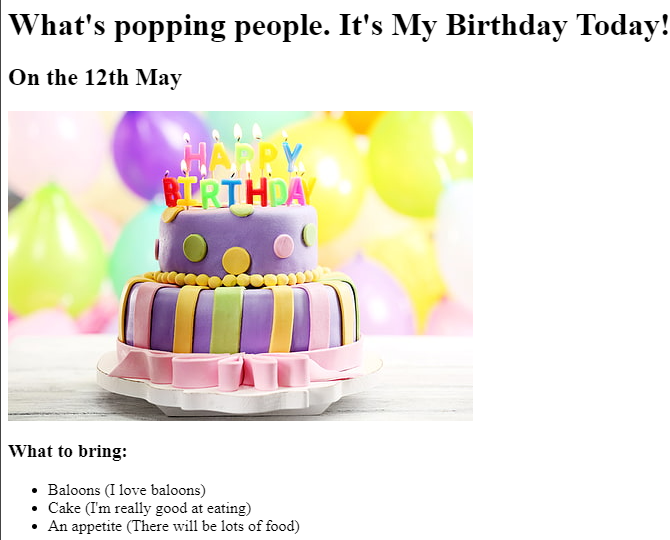 What's popping people. It's My Birthday Today!
On the 12th May
HAPPY
BIRTHDAY
What to bring:
Baloons (I love baloons)
Cake (I'm really good at eating)
An appetite (There will be lots of food)